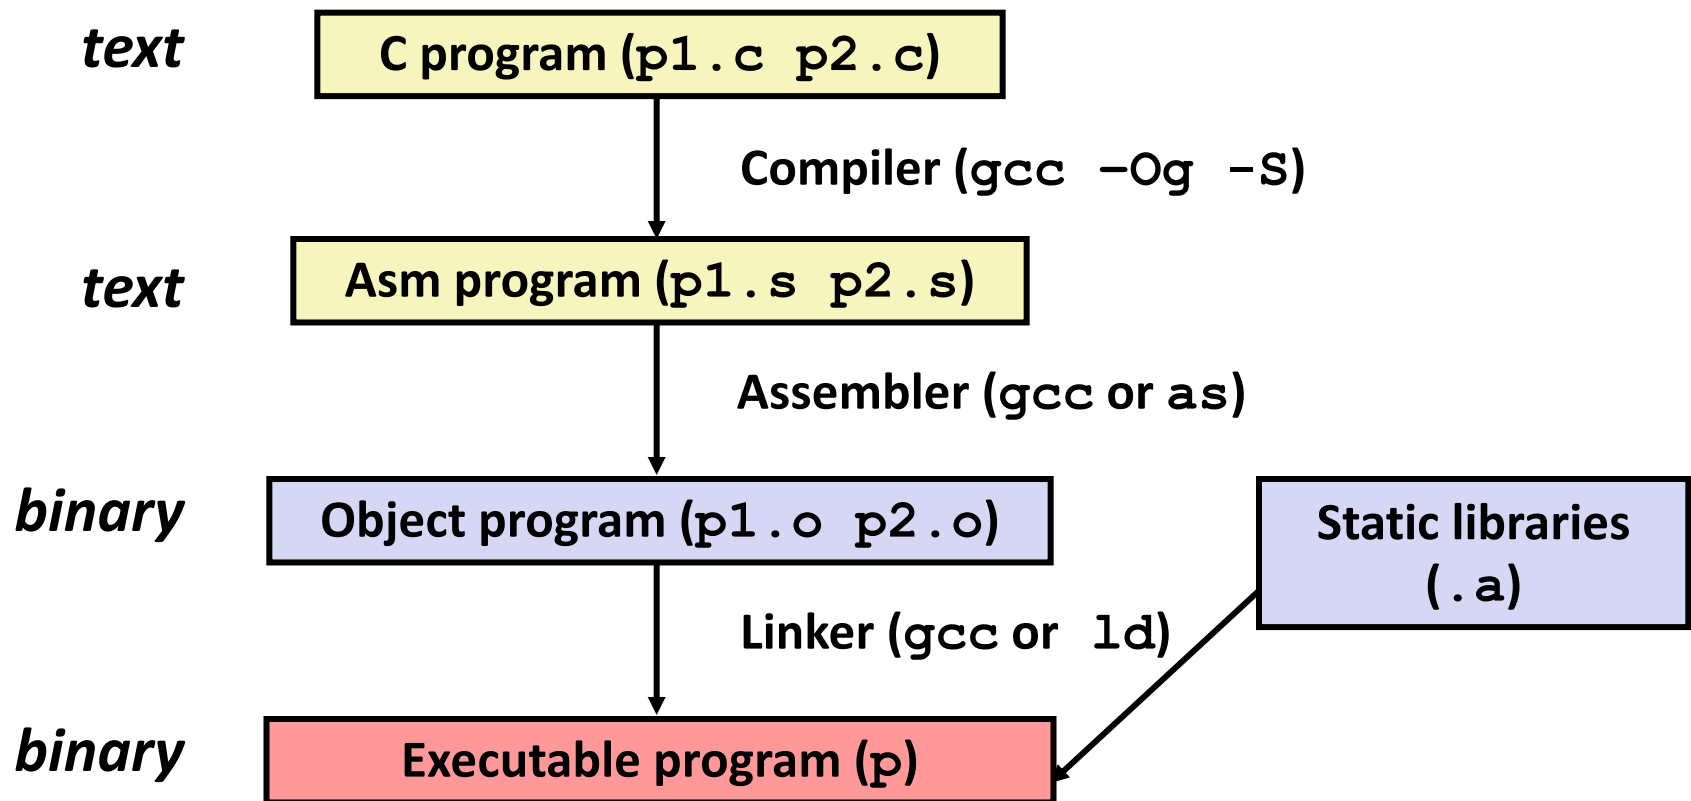 text
C program (p1.c p2.c)
Compiler (gcc –Og -S)
text
Asm program (p1.s p2.s)
Assembler (gcc or as)
binary
Object program (p1.o p2.o)
Static libraries
(.a)
Linker (gcc or ld)
binary
Executable program (p)